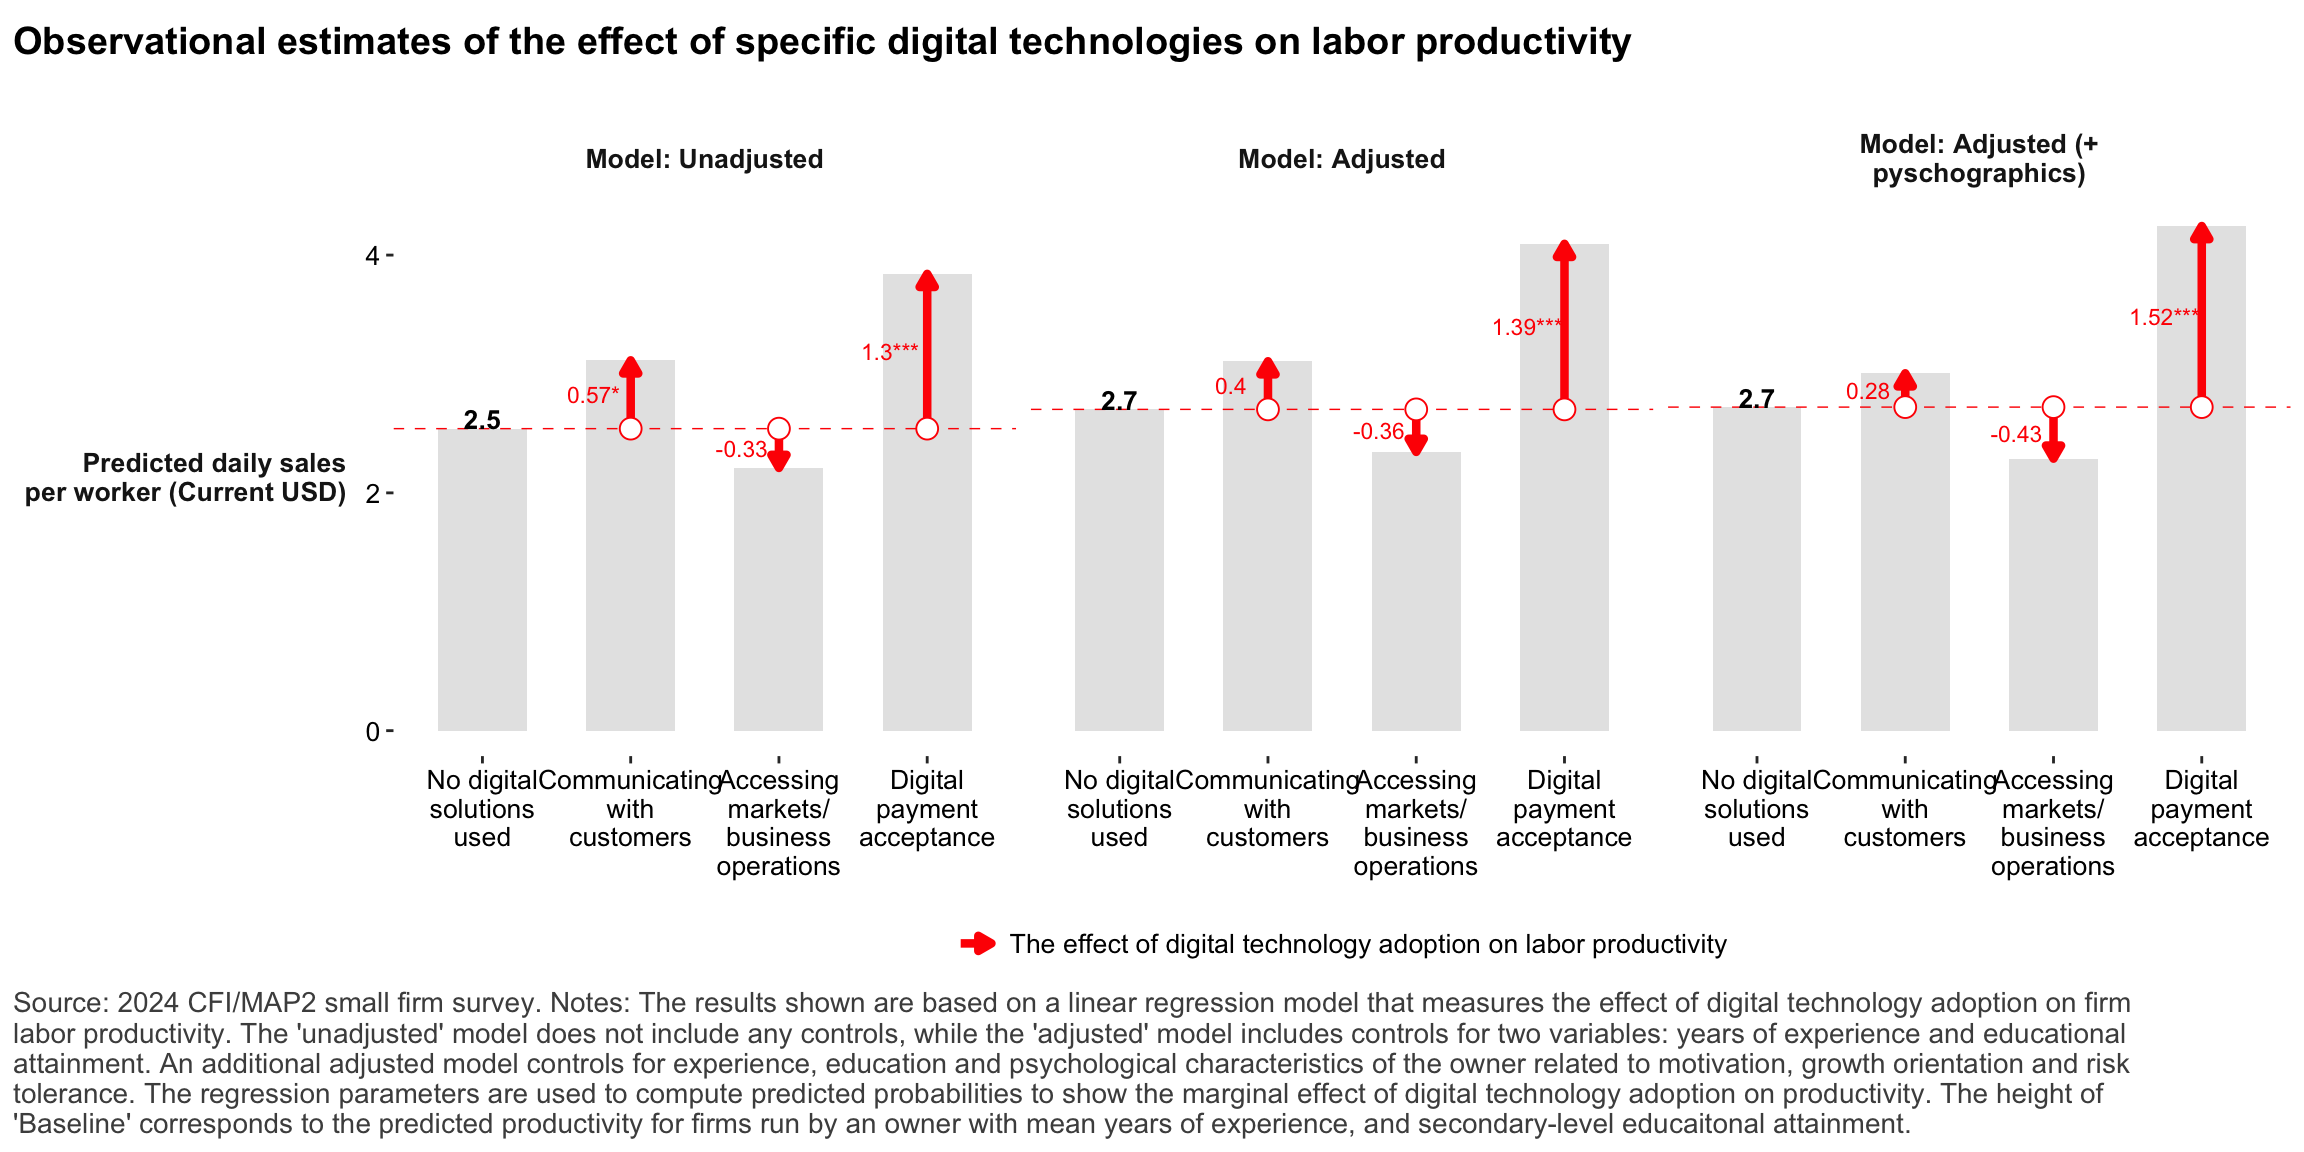 Observational estimates of the effect of specific digital technologies on labor productivity
Model: Unadjusted
Model: Adjusted
Model: Adjusted (+
pyschographics)
Predicted daily sales
per worker (Current USD)
4
2
0
2.5
0.57*
-0.33
1.3***
2.7
0.4
-0.36
1.39***
2.7
0.28
-0.43
1.52***
No digital
solutions
used
Communicating
with
customers
Accessing
markets/
business
operations
Digital
payment
acceptance
No digital
solutions
used
Communicating
with
customers
Accessing
markets/
business
operations
Digital
payment
acceptance
No digital
solutions
used
Communicating
with
customers
Accessing
markets/
business
operations
Digital
payment
acceptance
The effect of digital technology adoption on labor productivity
Source: 2024 CFI/MAP2 small firm survey. Notes: The results shown are based on a linear regression model that measures the effect of digital technology adoption on firm
labor productivity. The 'unadjusted' model does not include any controls, while the 'adjusted' model includes controls for two variables: years of experience and educational
attainment. An additional adjusted model controls for experience, education and psychological characteristics of the owner related to motivation, growth orientation and risk
tolerance. The regression parameters are used to compute predicted probabilities to show the marginal effect of digital technology adoption on productivity. The height of
'Baseline' corresponds to the predicted productivity for firms run by an owner with mean years of experience, and secondary-level educaitonal attainment.